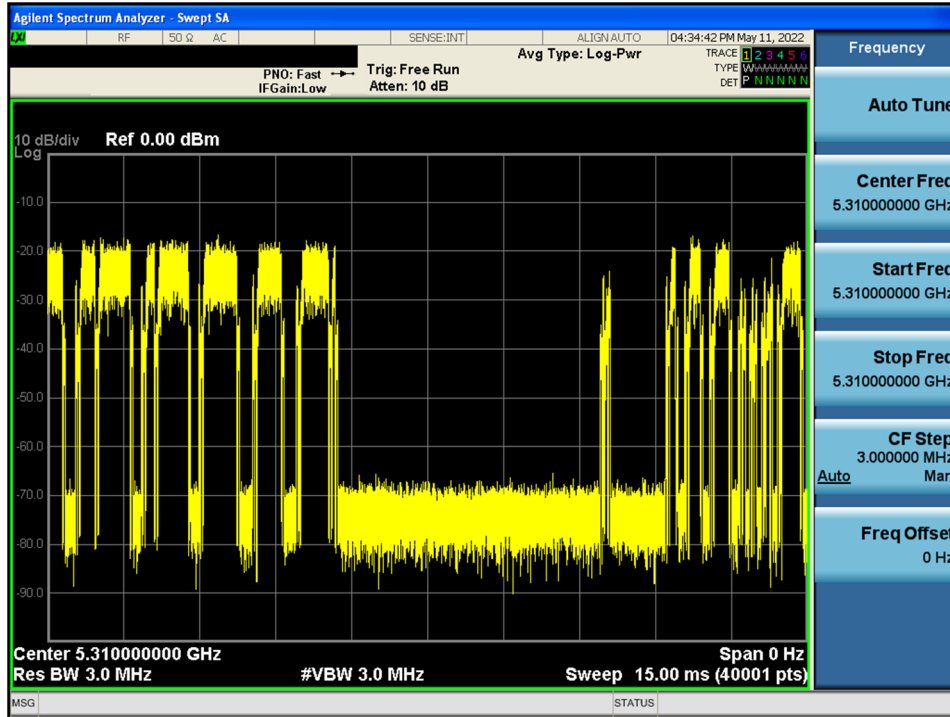 Agilent Spectrum Analyzer - Swept SA
LXI RF 50 Ω AC SENSE:INT ALIGN AUTO 04:34:42 PM May 11, 2022
Frequency
Avg Type: Log-Pwr
TRACE 1 2 3 4 5 6
PNO: Fast Trig: Free Run
TYPE WWWWWW
IFGain:Low Atten: 10 dB
DET P N N N N N
Auto Tune
10 dB/div Ref 0.00 dBm
Log
-10.0
-20.0
-30.0
-40.0
-50.0
-60.0
-70.0
-80.0
-90.0
Center Freq
5.310000000 GHz
Start Freq
5.310000000 GHz
Stop Freq
5.310000000 GHz
CF Step
3.000000 MHz
Auto Man
Freq Offset
0 Hz
Center 5.310000000 GHz Span 0 Hz
Res BW 3.0 MHz #VBW 3.0 MHz Sweep 15.00 ms (40001 pts)
MSG STATUS